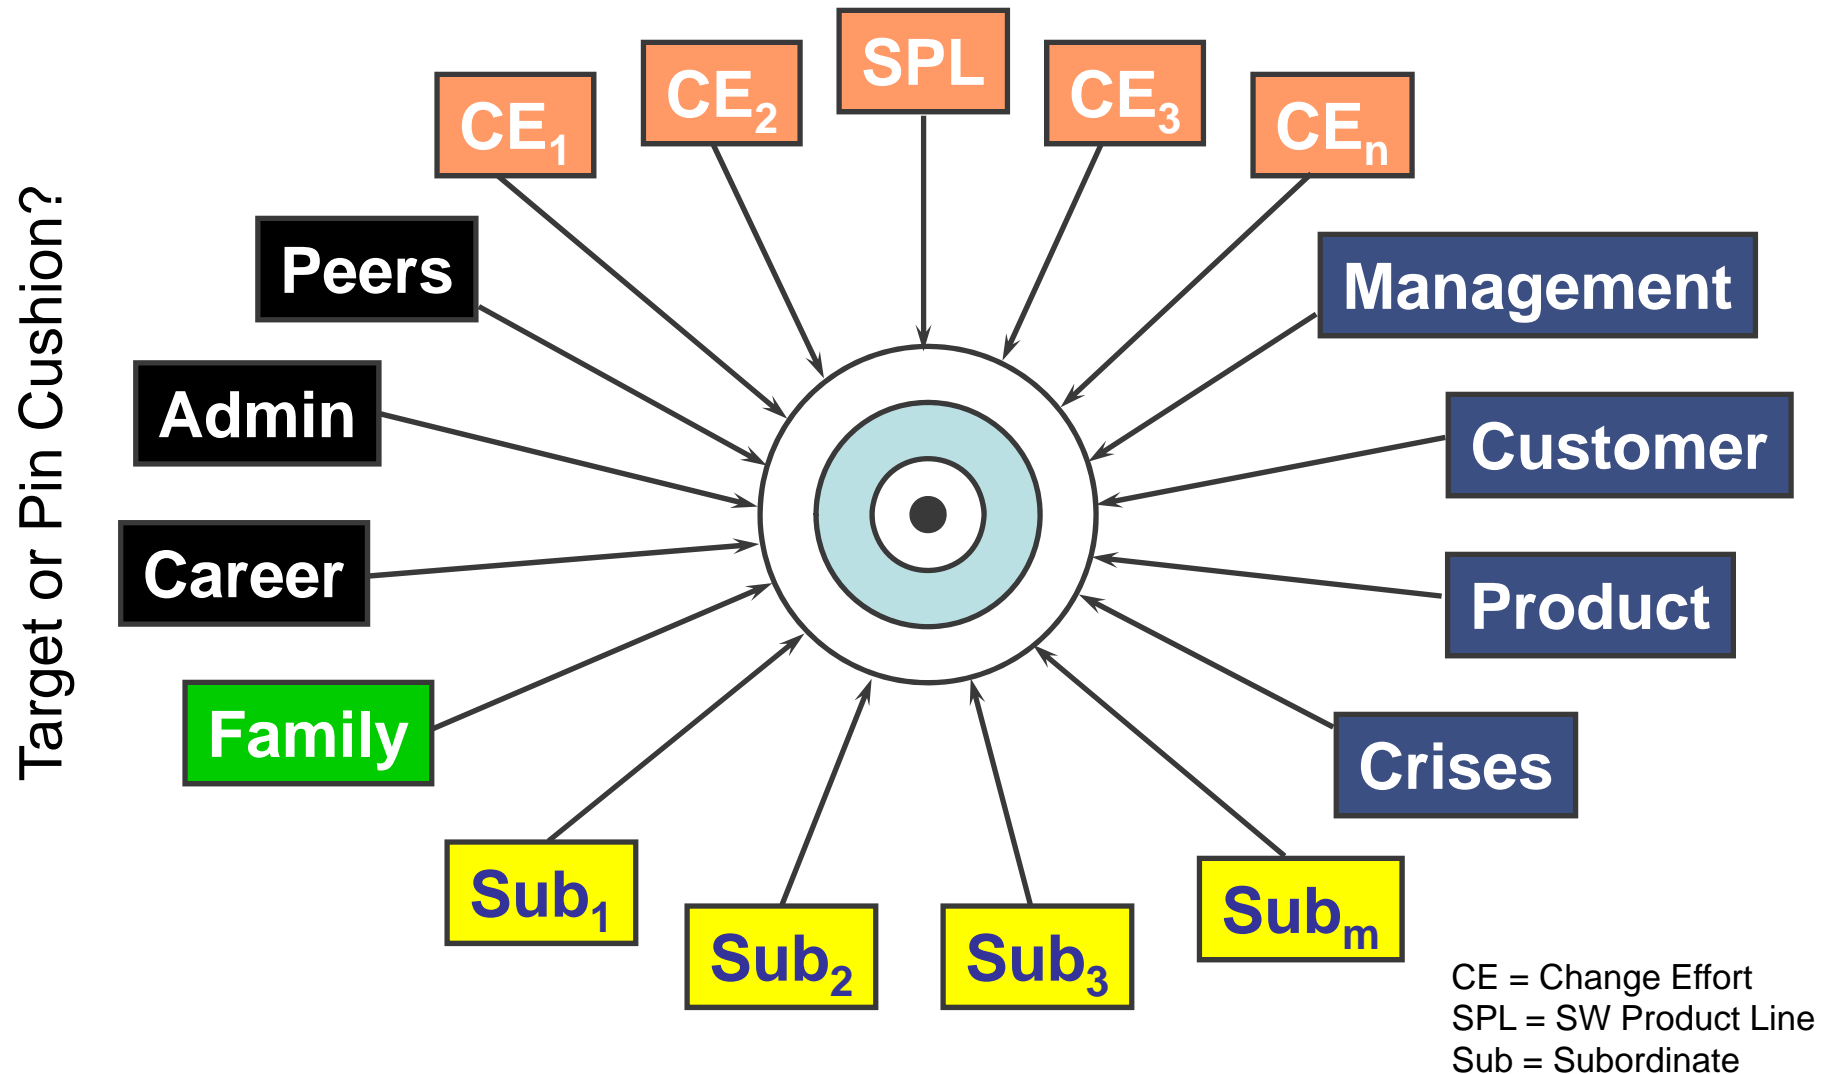 Target or Pin Cushion?
SPL
CE2
CE3
CE1
CEn
Peers
Management
Admin
Customer
Career
Product
Family
Crises
Sub1
Subm
Sub2
Sub3
CE = Change Effort
SPL = SW Product Line
Sub = Subordinate